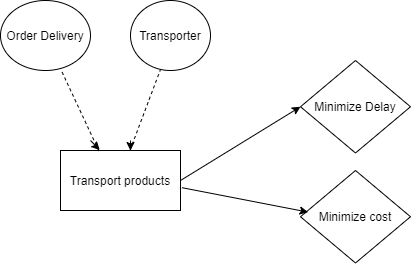 Order Delivery
Transporter
Minimize Delay
Transport products
Minimize cost